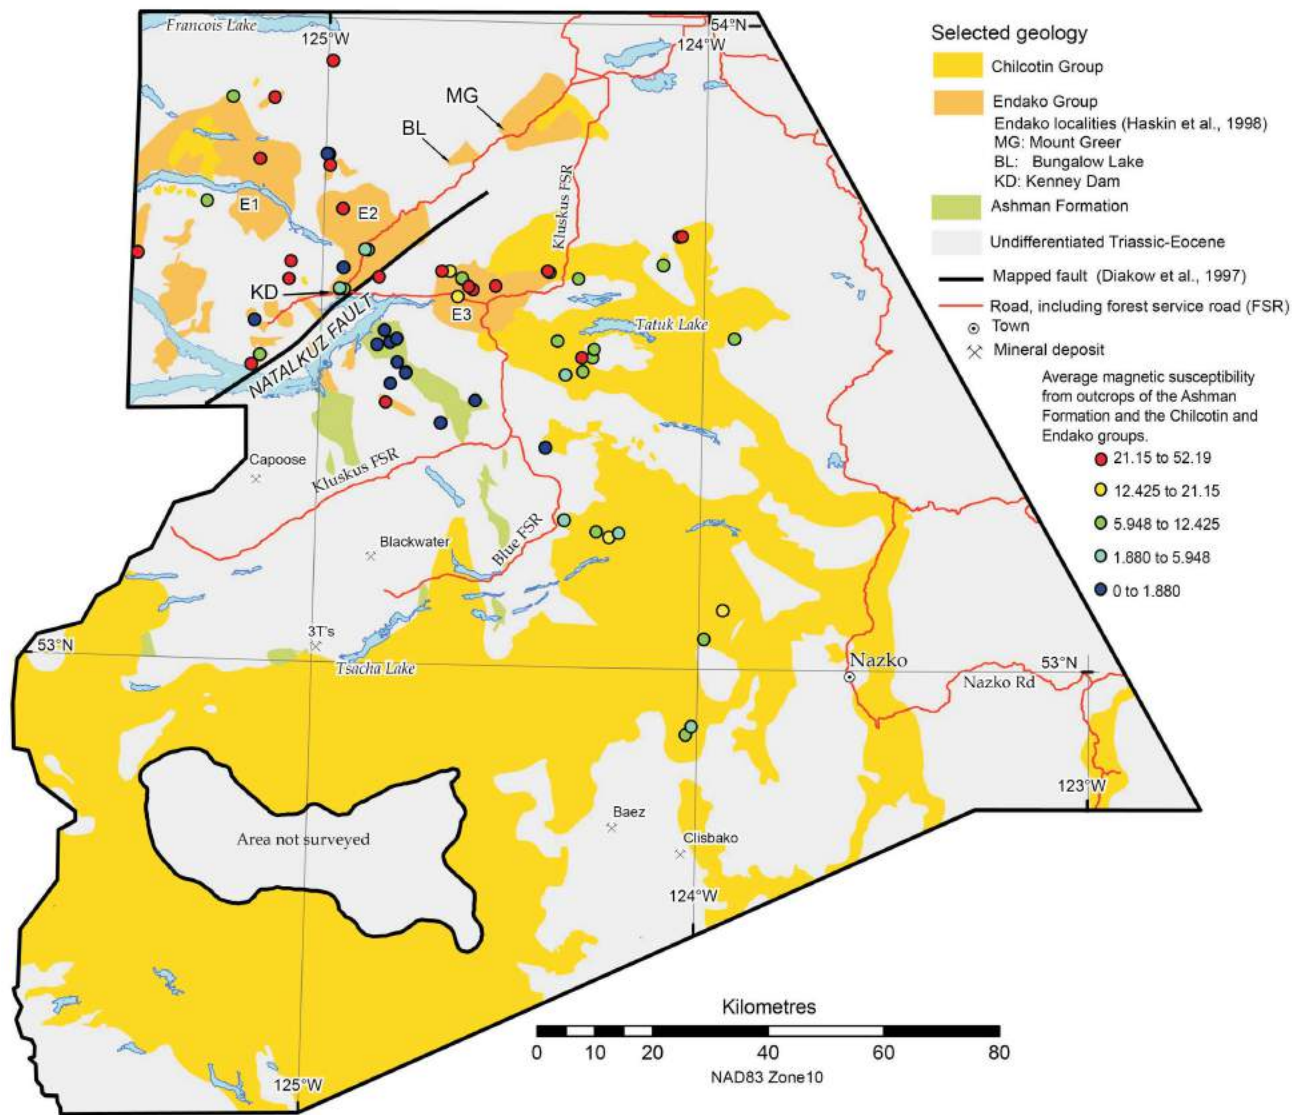 Francois Lake
125°W
124°W
54°N
MG
BL
E1
E2
KD
E3
NATALKUZ FAULT
Kluskus FSR
Tatuk Lake
Capoose
Kluskus FSR
Blackwater
Blue FSR
3T's
53°N
Tsacha Lake
Nazko
53°N
Nazko Rd
123°W
Baez
Clisbako
Area not surveyed
124°W
125°W
Selected geology
Chilcotin Group
Endako Group
Endako localities (Haskin et al., 1998)
MG: Mount Greer
BL: Bungalow Lake
KD: Kenney Dam
Ashman Formation
Undifferentiated Triassic-Eocene
Mapped fault (Diakow et al., 1997)
Road, including forest service road (FSR)
Town
Mineral deposit
Average magnetic susceptibility
from outcrops of the Ashman
Formation and the Chilcotin and
Endako groups.
21.15 to 52.19
12.425 to 21.15
5.948 to 12.425
1.880 to 5.948
0 to 1.880
Kilometres
0 10 20 40 60 80
NAD83 Zone10